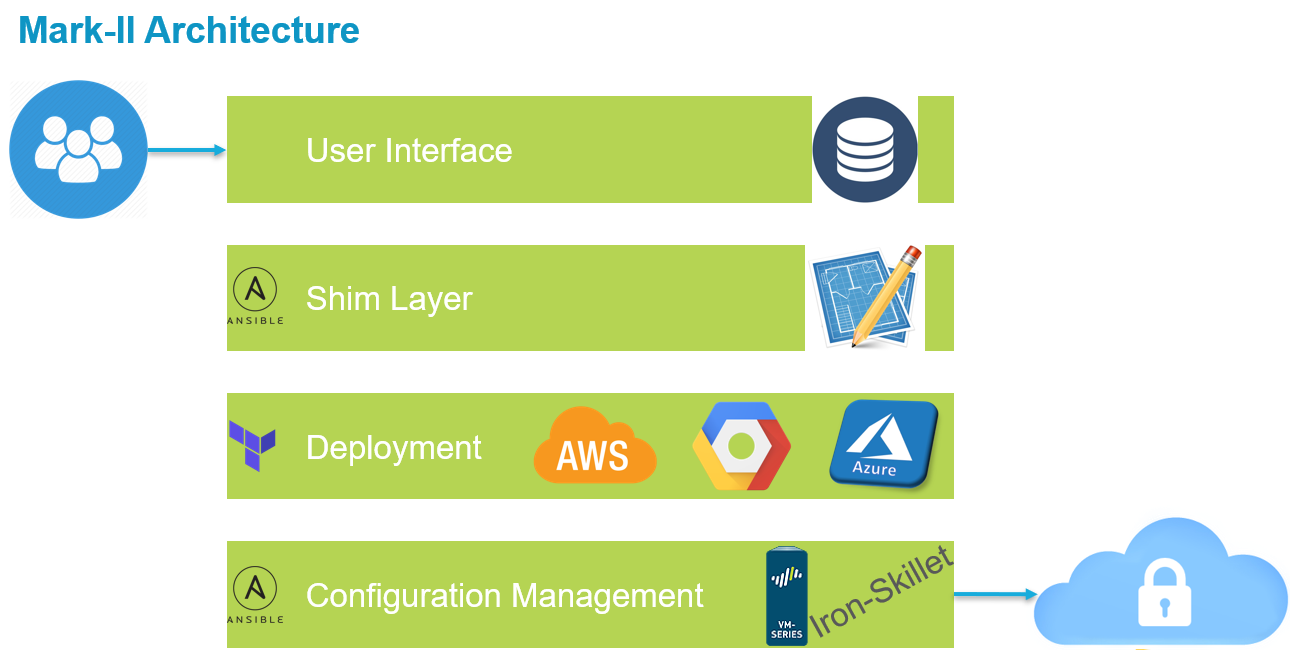 Mark-II Architecture
User Interface
ANSIBLE
Shim Layer
Deployment
AWS
Azure
ANSIBLE
Configuration Management
VM-
SERIES
Iron-Skillet